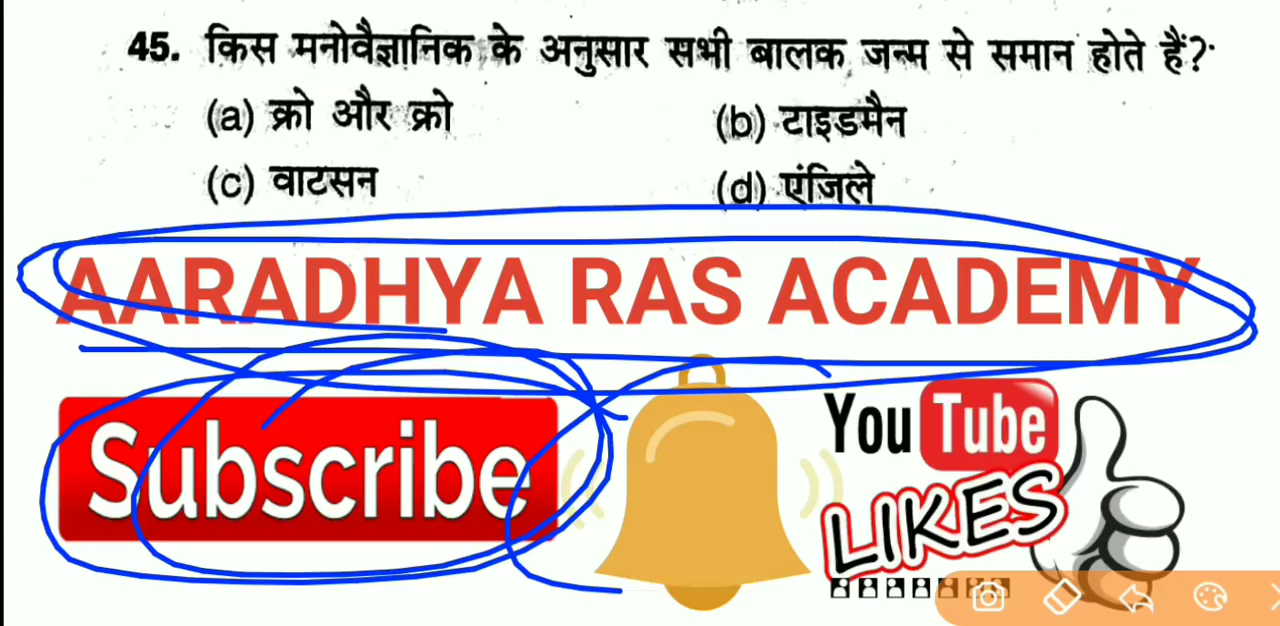 45. किस मनोवैज्ञानिक के अनुसार सभी बालक जन्म से समान होते हैं?
(a) क्रो और क्रो (b) टाइडमैन
(c) वाटसन (d) एंजिले
AARADHYA RAS ACADEMY
Subscribe
YouTube
LIKES